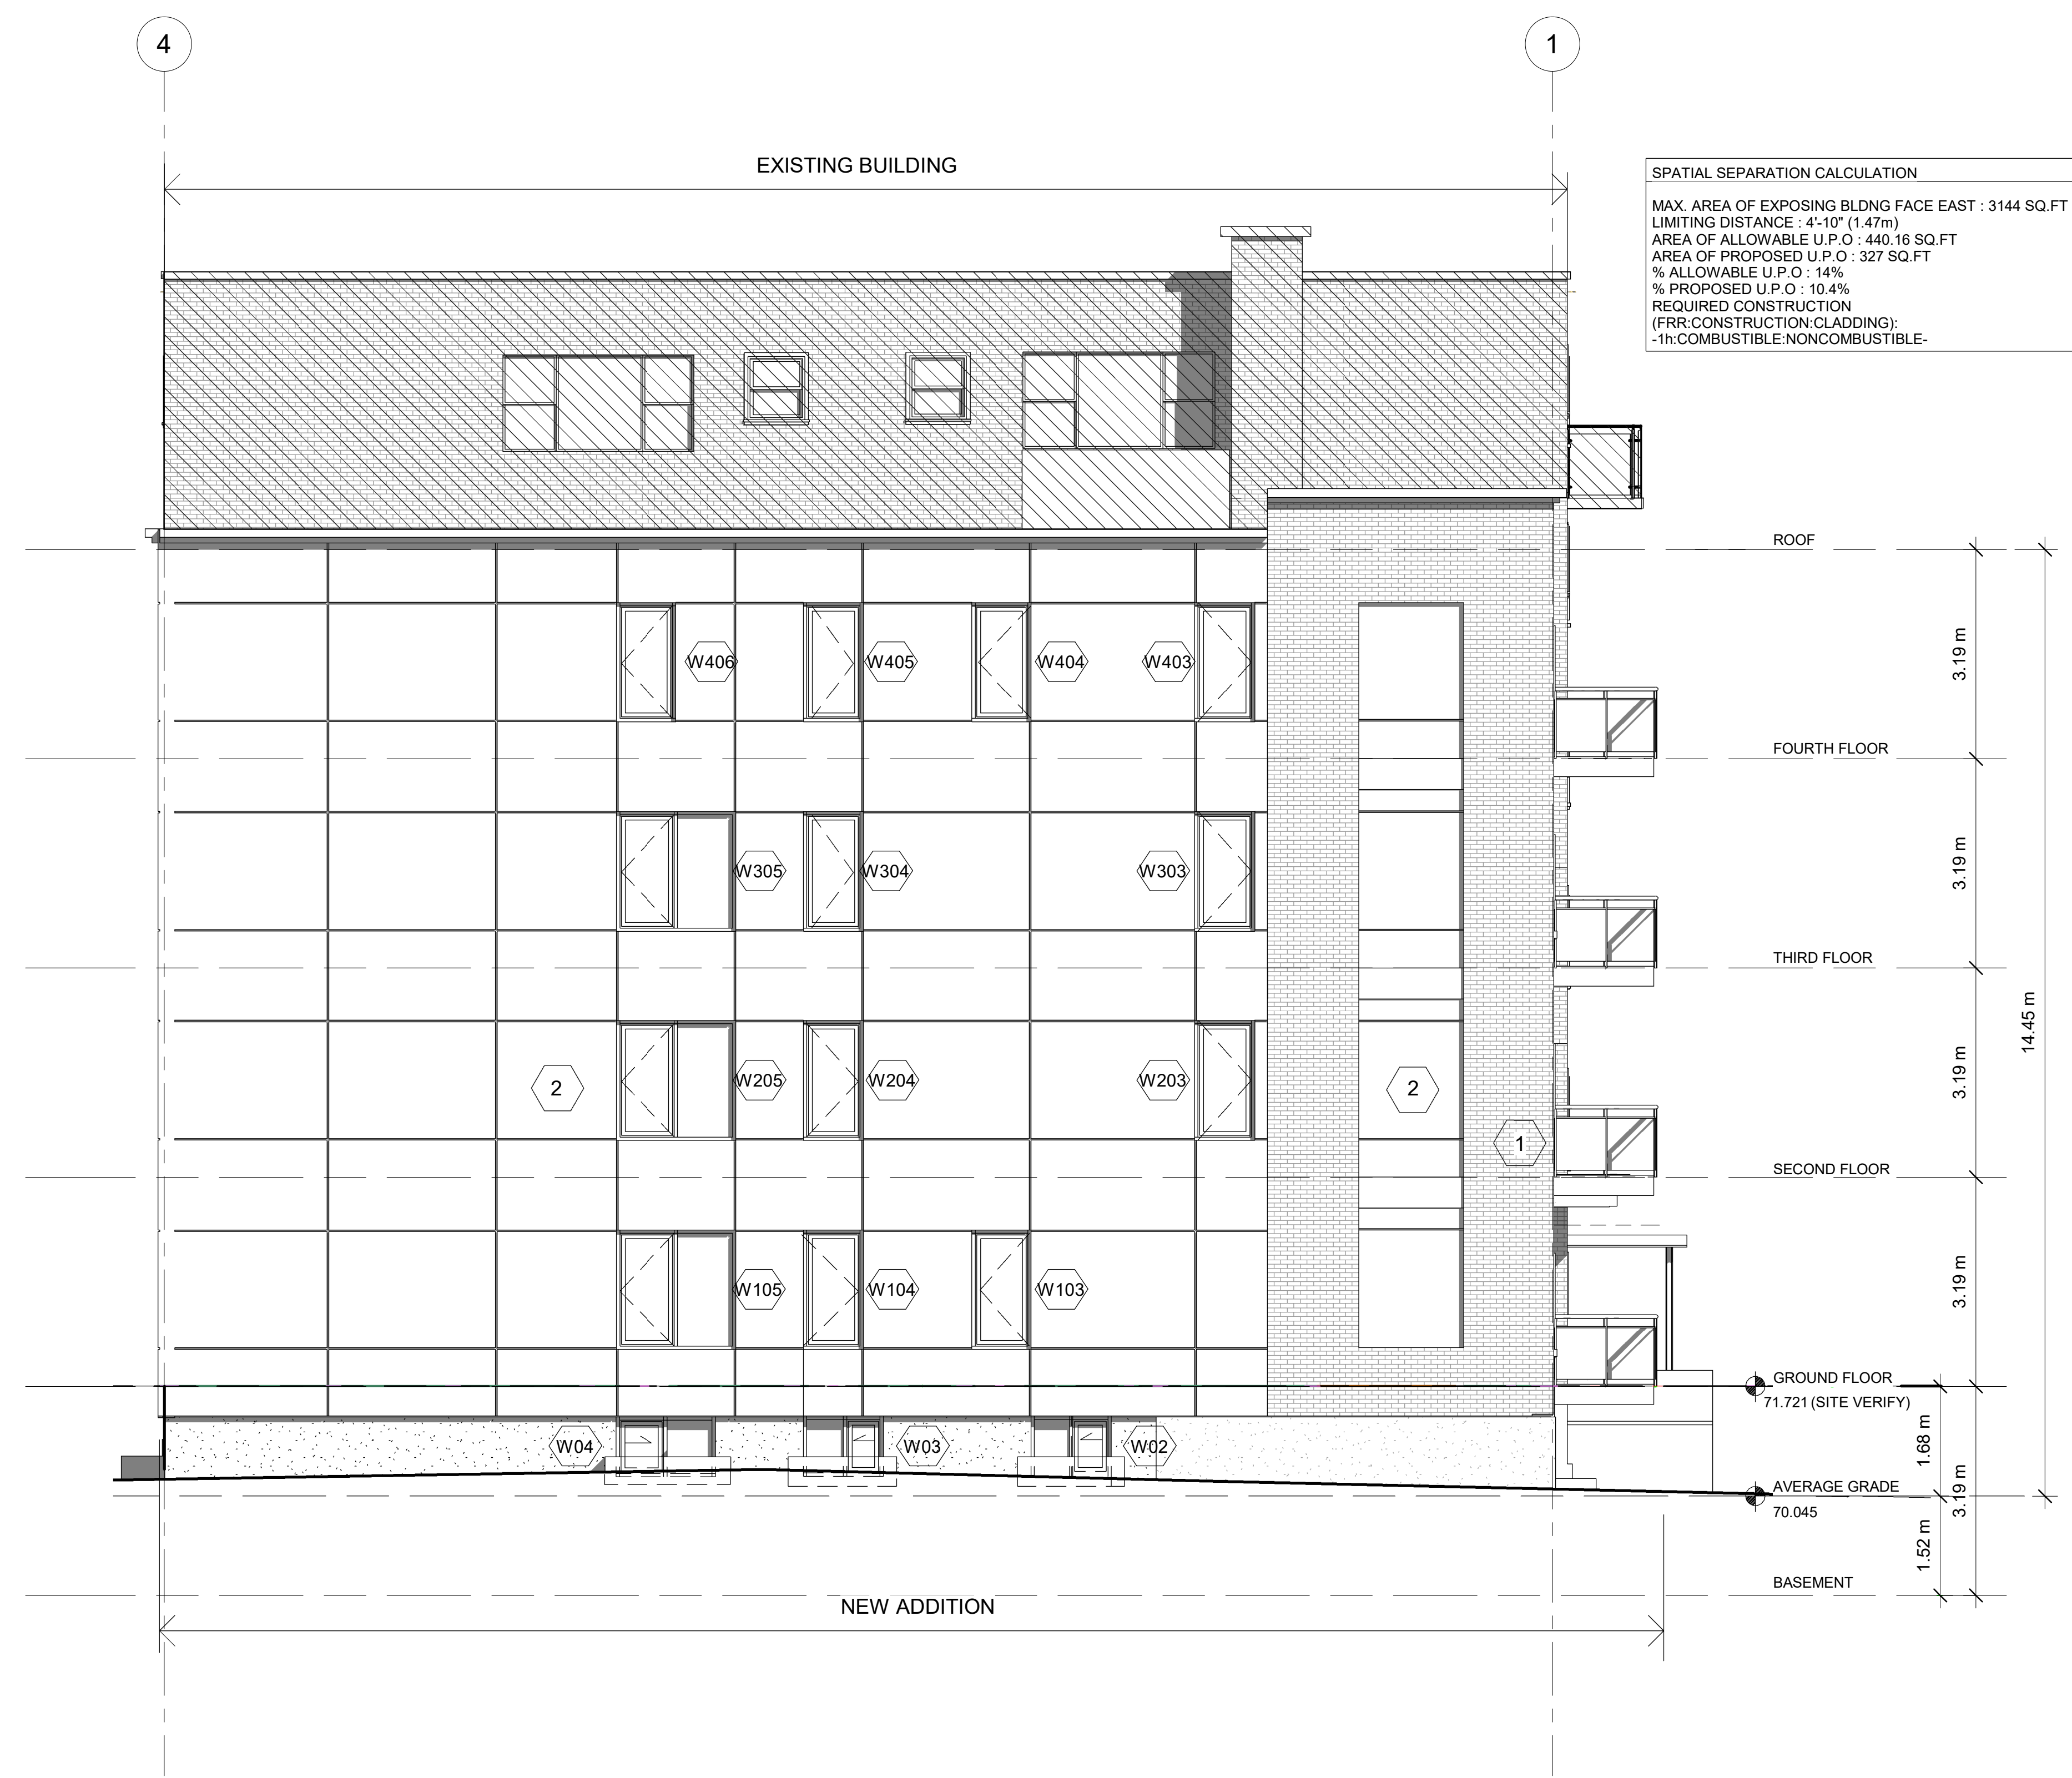 4
1
EXISTING BUILDING
SPATIAL SEPARATION CALCULATION
MAX. AREA OF EXPOSING BLDNG FACE EAST : 3144 SQ.FT
LIMITING DISTANCE : 4'-10" (1.47m)
AREA OF ALLOWABLE U.P.O : 440.16 SQ.FT
AREA OF PROPOSED U.P.O : 327 SQ.FT
% ALLOWABLE U.P.O : 14%
% PROPOSED U.P.O : 10.4%
REQUIRED CONSTRUCTION
(FRR:CONSTRUCTION:CLADDING):
-1h:COMBUSTIBLE:NONCOMBUSTIBLE-
ROOF
3.19 m
W406
W405
W404
W403
FOURTH FLOOR
3.19 m
W305
W304
W303
THIRD FLOOR
14.45 m
3.19 m
2
W205
W204
W203
2
1
SECOND FLOOR
3.19 m
W105
W104
W103
GROUND FLOOR
71.721 (SITE VERIFY)
1.68 m
W04
W03
W02
AVERAGE GRADE
70.045
3.19 m
1.52 m
BASEMENT
NEW ADDITION